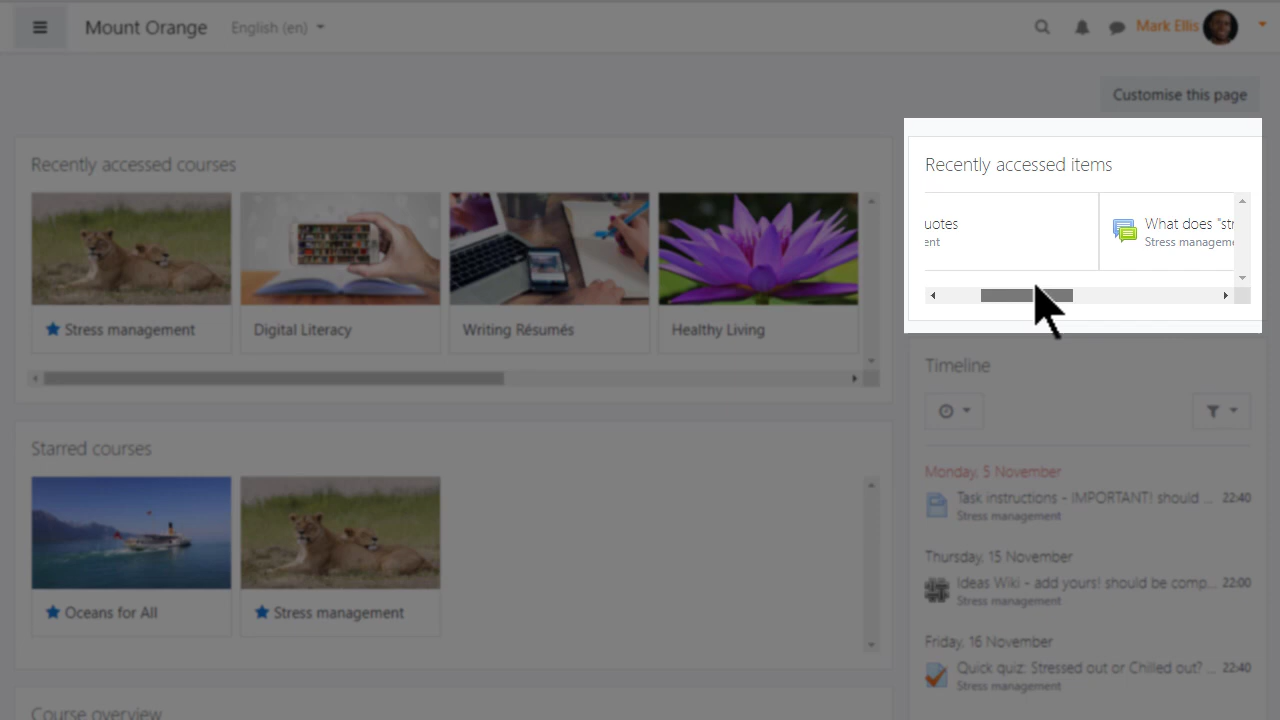 Mount Orange
English (en)
Mark Ellis
Customise this page
Recently accessed courses
Stress management
Digital Literacy
Writing Résumés
Healthy Living
Starred courses
Oceans for All
Stress management
Course overview
Recently accessed items
uotes
ent
What does "str
Stress manageme
Timeline
Monday, 5 November
Task instructions - IMPORTANT! should ... 22:40
Stress management
Thursday, 15 November
Ideas Wiki - add yours! should be comp... 22:00
Stress management
Friday, 16 November
Quick quiz: Stressed out or Chilled out? ... 22:40
Stress management